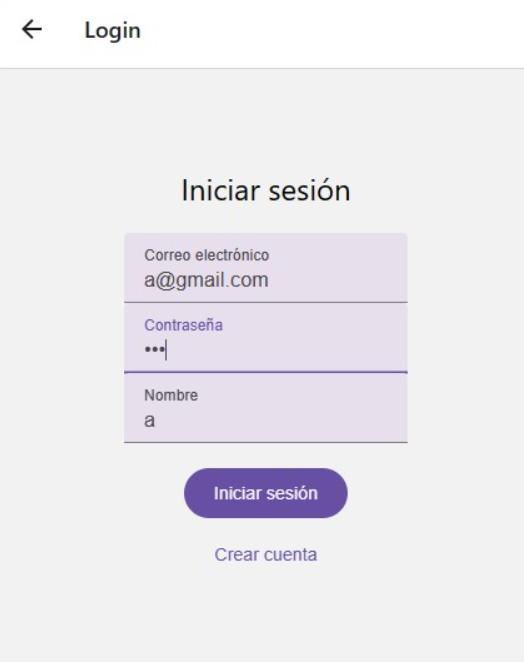 Login
Iniciar sesión
Correo electrónico
a@gmail.com
Contraseña
•••
Nombre
a
Iniciar sesión
Crear cuenta